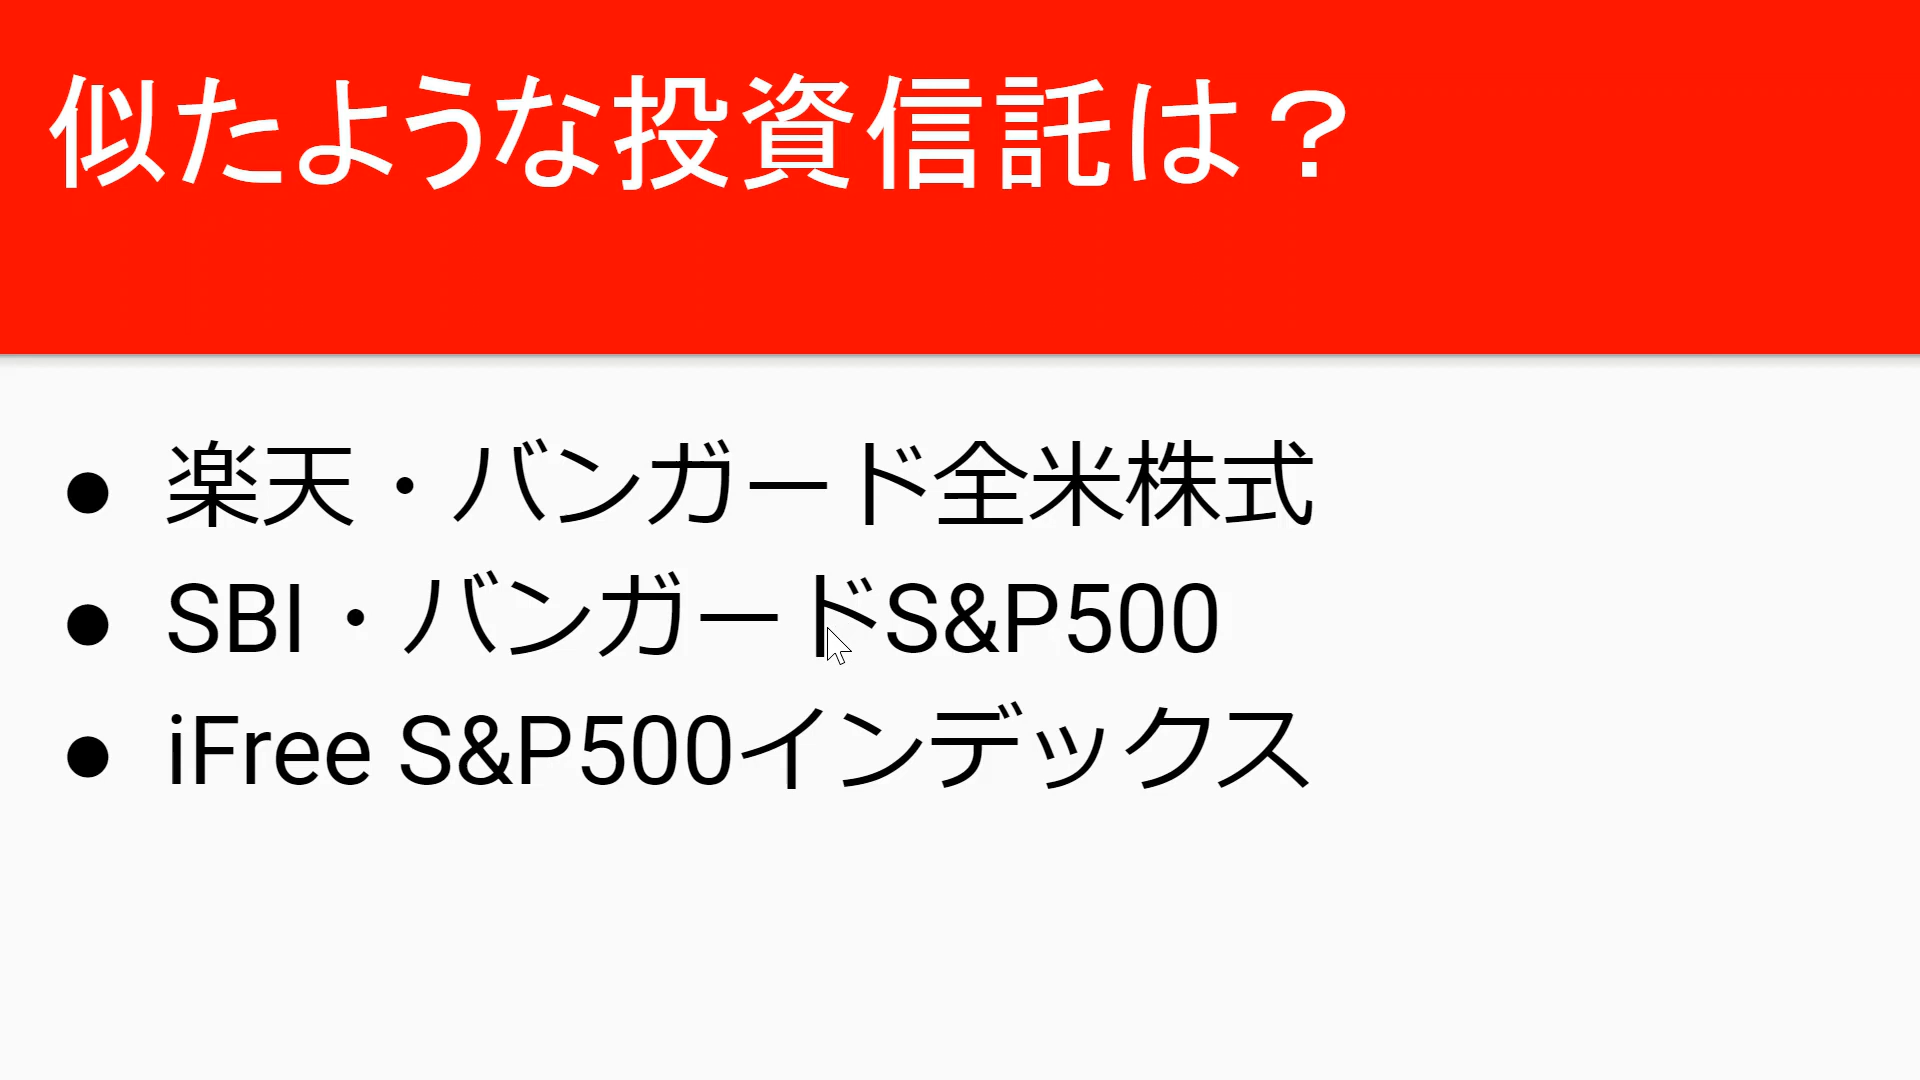 似たような投資信託は？
● 楽天・バンガード全米株式
● SBI・バンガードS&P500
● iFree S&P500インデックス